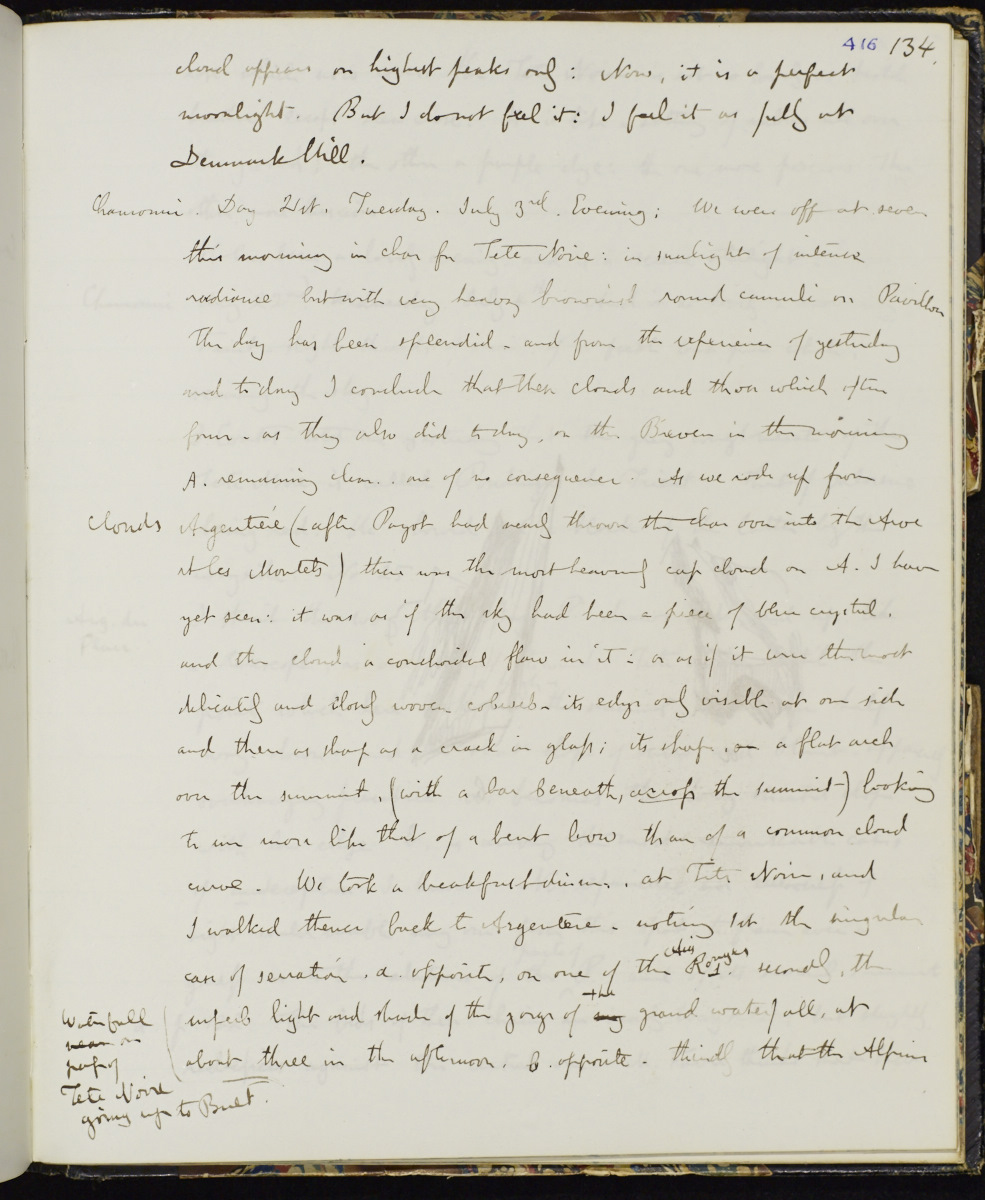 416 134.
cloud appears on highest peaks only: Now, it is a perfect
moonlight. But I do not feel it: I feel it as fully at
Denmark Hill.
Chamouni. Day 21st. Tuesday. July 3rd. Evening; We were off at seven
this morning in char for Tete Noire: in sunlight of intense
radiance but with very heavy brownish round cumuli on Pavillon
The day has been splendid - and from the experience of yesterday
and today I conclude that these clouds and those which often
form - as they also did today, on the Breven in the morning
A. remaining clear. are of no consequence. As we rode up from
Clouds Argentiére (-after Payot had nearly thrown the char over into the Arve
at les Montets) there was the most heavenly cap cloud on A. I have
yet seen: it was as if the sky had been a piece of blue crystal.
and the cloud a conchoidal flaw in it: or as if it were the most
delicately and closely woven cobweb - its edge only visible at one side
and there as sharp as a crack in glass; its shape, on a flat arch
over the summit, (with a bar beneath, across the summit) looking
to me more like that of a bent bow than of a common cloud
curve. We took a breakfast dinner, at Tete Noire, and
I walked thence back to Argentere - noting 1st the singular
case of serration, a. opposite, on one of the Aig Rouges. secondly, the
Waterfall
near on
path of
Tete Noire
going up to Buet.
superb light and shade of the gorge of my the grand waterfall, at
about three in the afternoon. b. opposite - thirdly that the Alpine